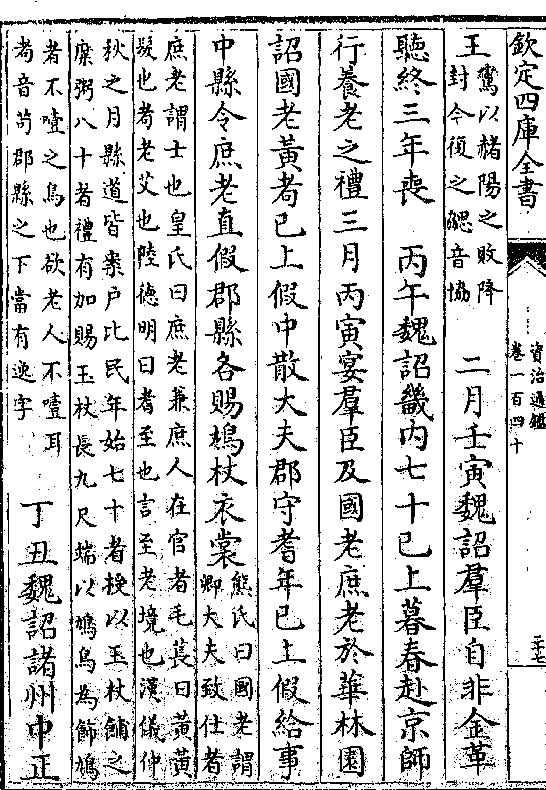 欽定四庫全書
資治通鑑
卷一百四十
二十七
王鸞以赭陽之敗降
封今復之勰音協
二月壬寅魏詔羣臣自非金革
聽終三年喪 丙午魏詔畿內七十已上暮春赴京師
行養老之禮三月丙寅宴羣臣及國老庶老於華林園
詔國老黃耇已上假中散大夫郡守耆年已上假給事
中縣令庶老直假郡縣各賜鳩杖衣裳熊氏曰國老謂
卿大夫致仕者
庶老謂士也皇氏曰庶老兼庶人在官者毛萇曰黃黃
髮也耇老艾也陸德明曰耆至也言至老境也漢儀仲
秋之月縣道皆案户比民年始七十者授以玉杖餔之
糜粥八十者禮有加賜玉杖長九尺端以鳩鳥為飾鳩
者不噎之鳥也欲老人不噎耳
耇音苟郡縣之下當有逸字
丁丑魏詔諸州中正